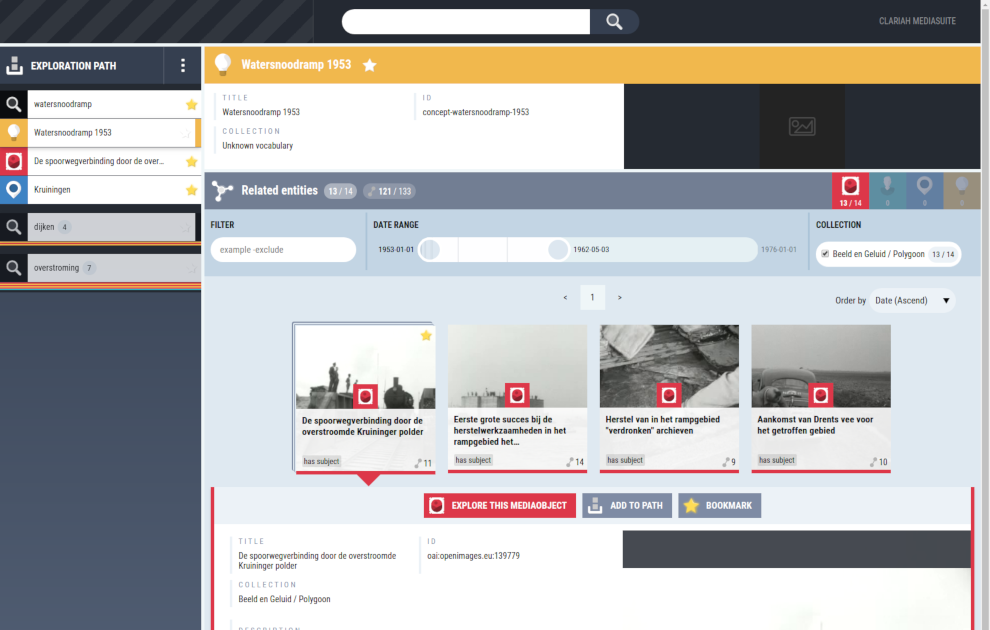 CLARIAH MEDIASUITE
EXPLORATION PATH
watersnoodramp
Watersnoodramp 1953
De spoorwegverbinding door de over...
Kruiningen
dijken 4
overstroming 7
Watersnoodramp 1953
TITLE
Watersnoodramp 1953
ID
concept-watersnoodramp-1953
COLLECTION
Unknown vocabulary
Related entities 13 / 14 121 / 133
13 / 14 0 0 0
FILTER
example -exclude
DATE RANGE
1953-01-01 1962-05-03 1976-01-01
COLLECTION
Beeld en Geluid / Polygoon 13 / 14
< 1 >
Order by Date (Ascend)
De spoorwegverbinding door de
overstroomde Kruininger polder
has subject 11
Eerste grote succes bij de
herstelwerkzaamheden in het
rampgebied het...
has subject 14
Herstel van in het rampgebied
"verdronken" archieven
has subject 9
Aankomst van Drents vee voor
het getroffen gebied
has subject 10
EXPLORE THIS MEDIAOBJECT
ADD TO PATH
BOOKMARK
TITLE
De spoorwegverbinding door de overstroomde
Kruininger polder
ID
oai:openimages.eu:139779
COLLECTION
Beeld en Geluid / Polygoon
DESCRIPTION